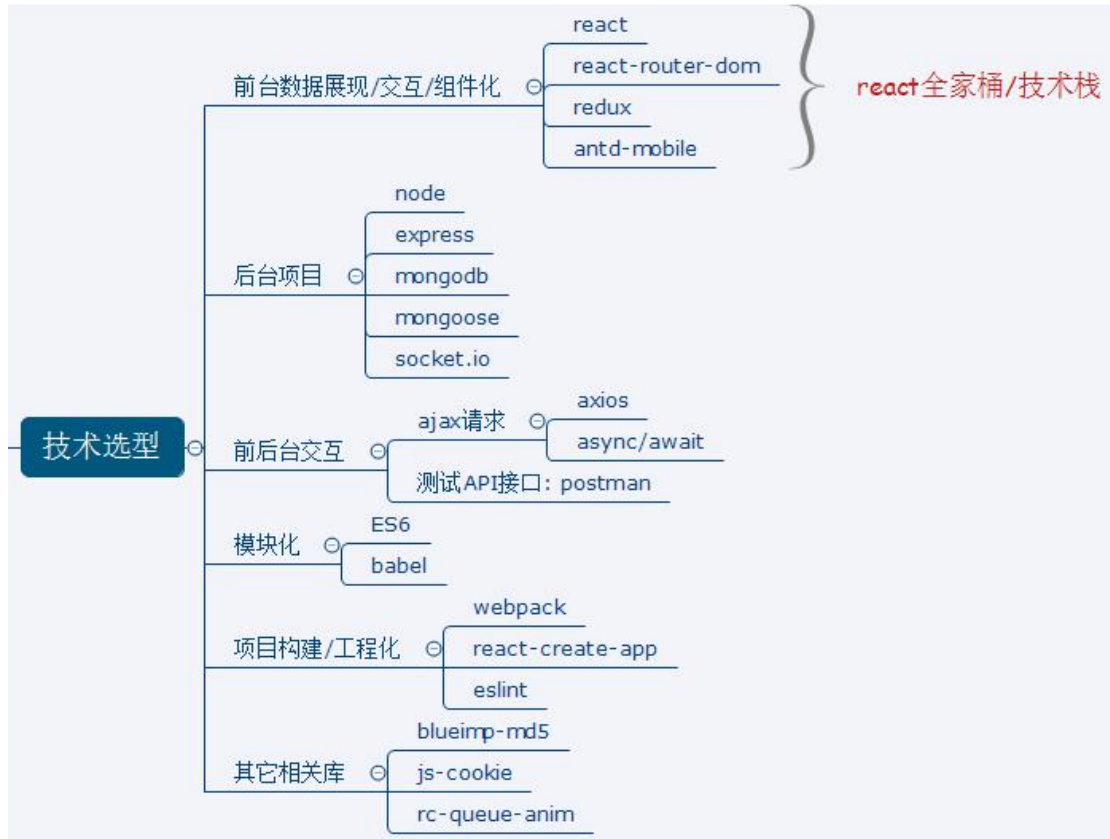 技术选型
前台数据展现/交互/组件化
react
react-router-dom
redux
antd-mobile
react全家桶/技术栈
后台项目
node
express
mongodb
mongoose
socket.io
前后台交互
ajax请求
axios
async/await
测试API接口: postman
模块化
ES6
babel
项目构建/工程化
webpack
react-create-app
eslint
其它相关库
blueimp-md5
js-cookie
rc-queue-anim